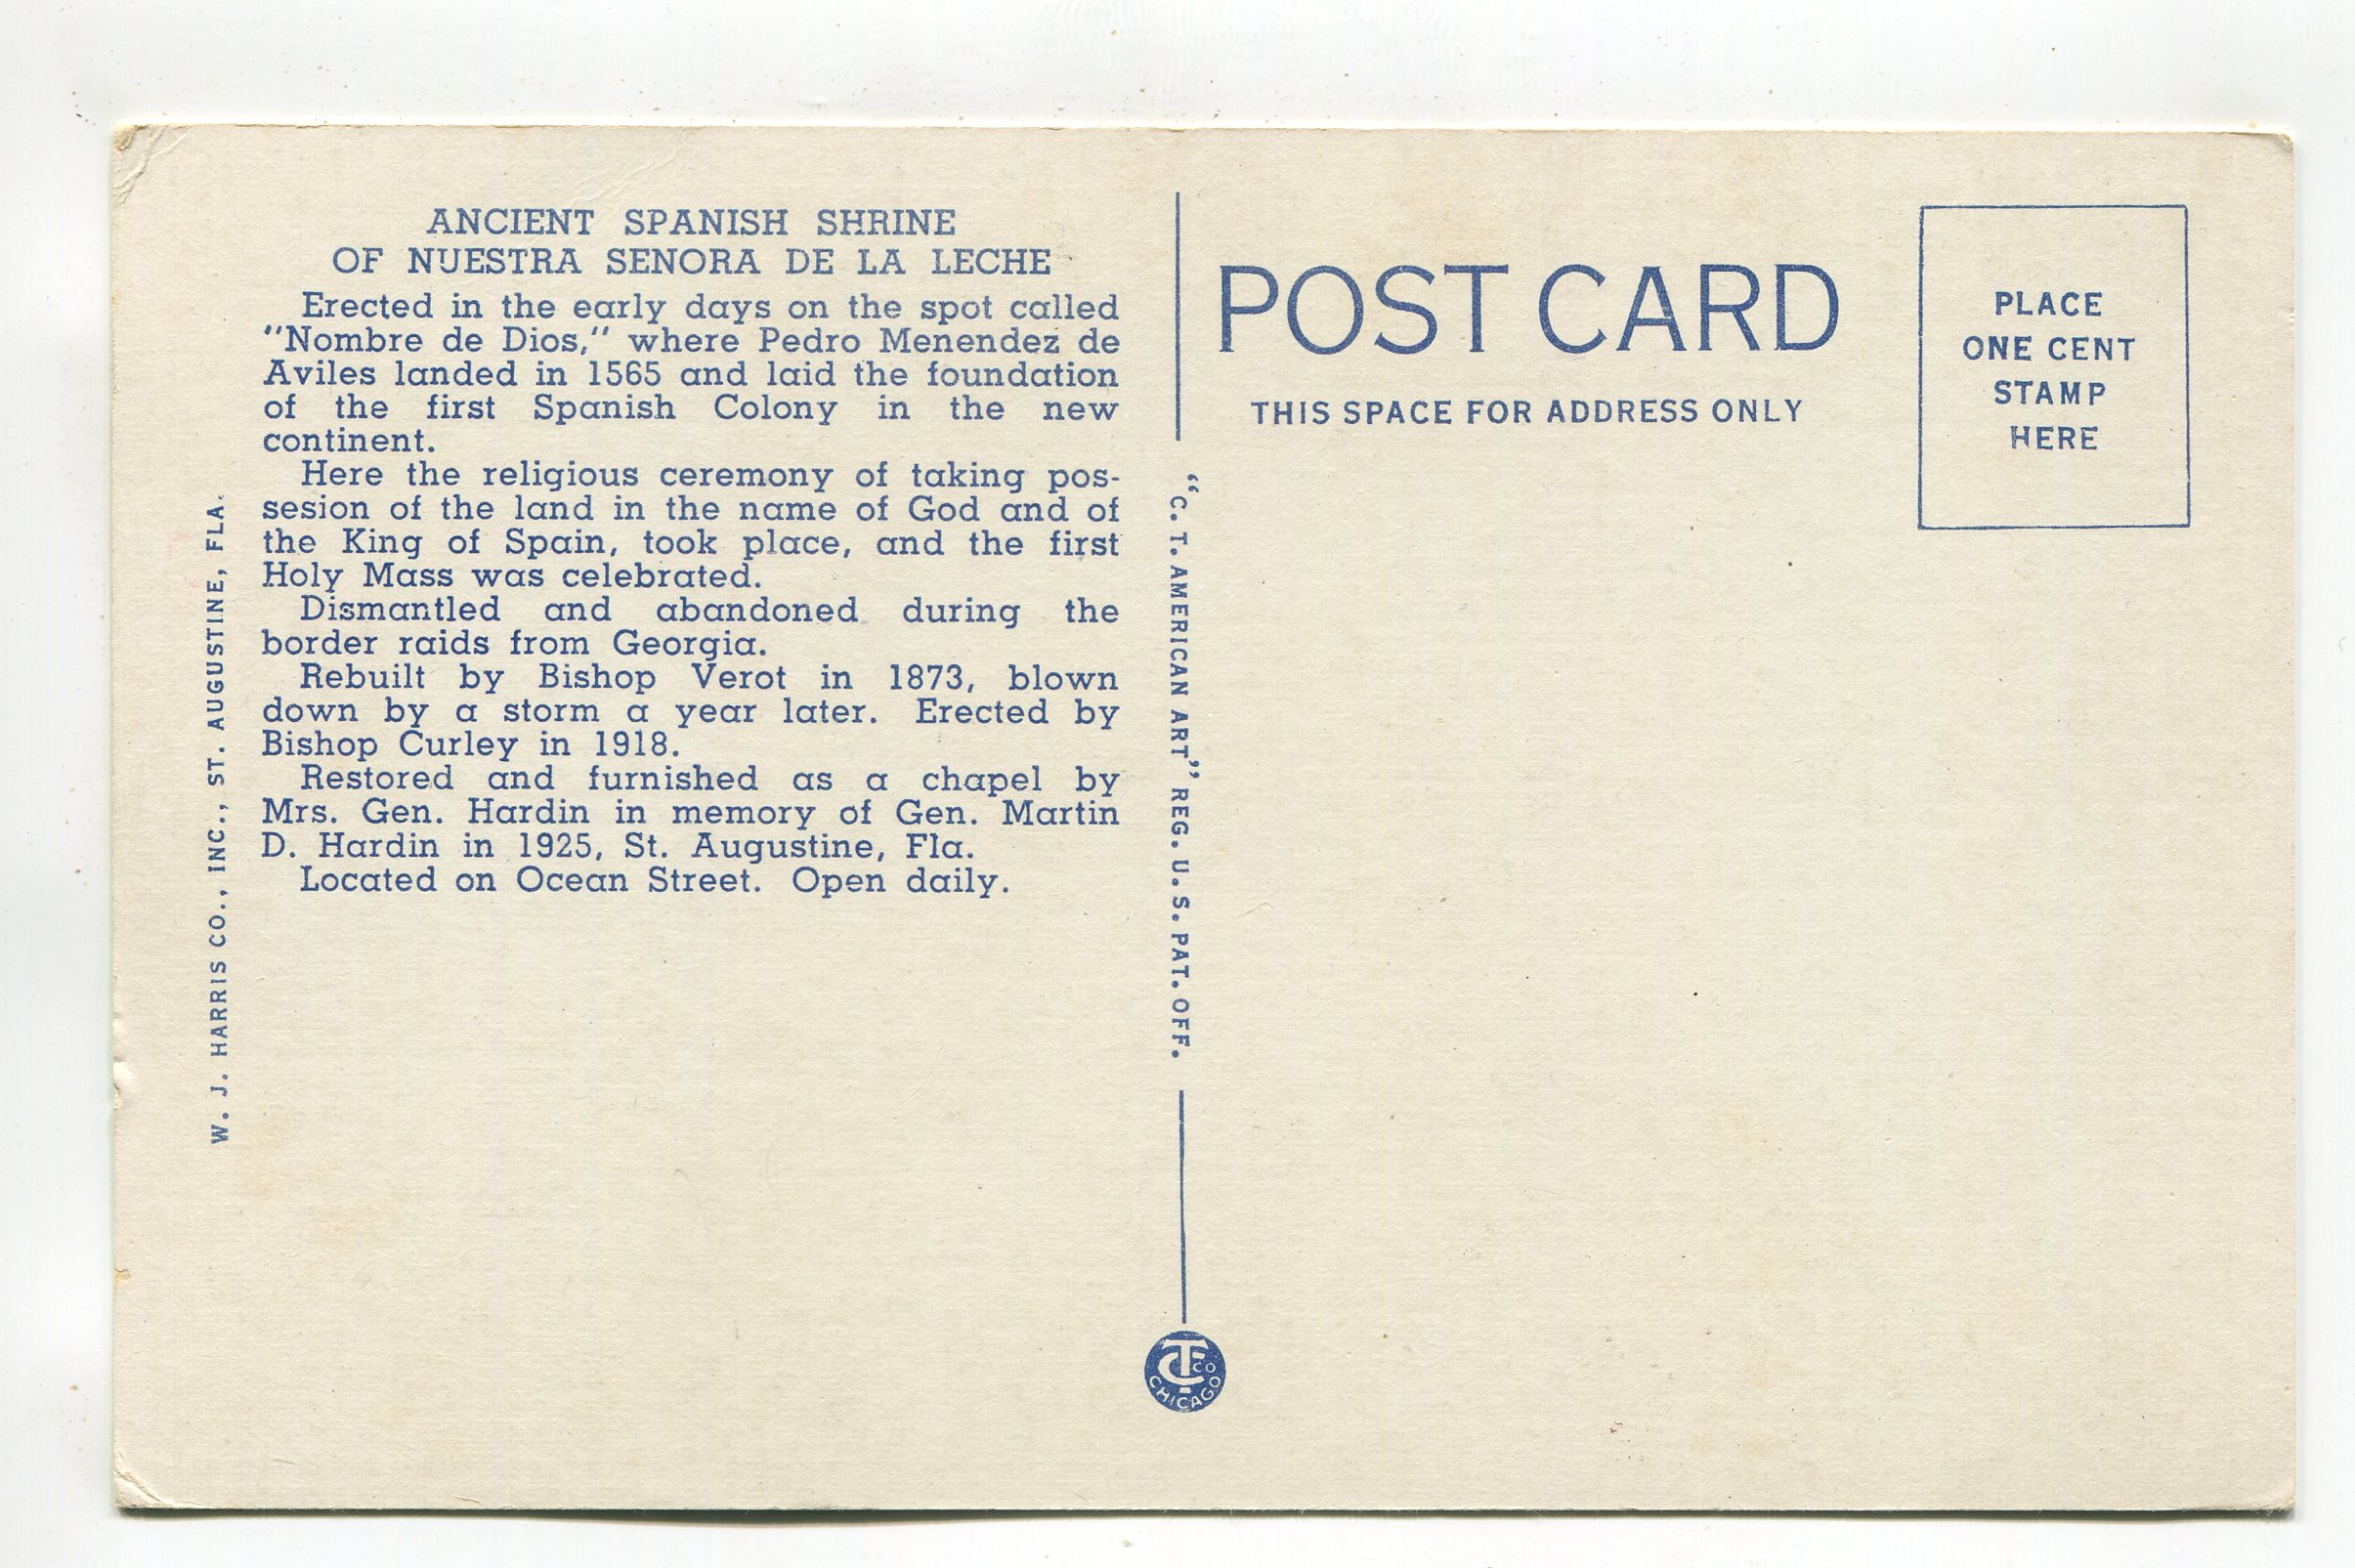 ANCIENT SPANISH SHRINE
OF NUESTRA SENORA DE LA LECHE
Erected in the early days on the spot called
"Nombre de Dios," where Pedro Menendez de
Aviles landed in 1565 and laid the foundation
of the first Spanish Colony in the new
continent.
Here the religious ceremony of taking pos-
sesion of the land in the name of God and of
the King of Spain, took place, and the first
Holy Mass was celebrated.
Dismantled and abandoned during the
border raids from Georgia.
Rebuilt by Bishop Verot in 1873, blown
down by a storm a year later. Erected by
Bishop Curley in 1918.
Restored and furnished as a chapel by
Mrs. Gen. Hardin in memory of Gen. Martin
D. Hardin in 1925, St. Augustine, Fla.
Located on Ocean Street. Open daily.
W. J. HARRIS CO., INC., ST. AUGUSTINE, FLA.
"C. T. AMERICAN ART" REG. U. S. PAT. OFF.
CT CO
CHICAGO
POST CARD
THIS SPACE FOR ADDRESS ONLY
PLACE
ONE CENT
STAMP
HERE